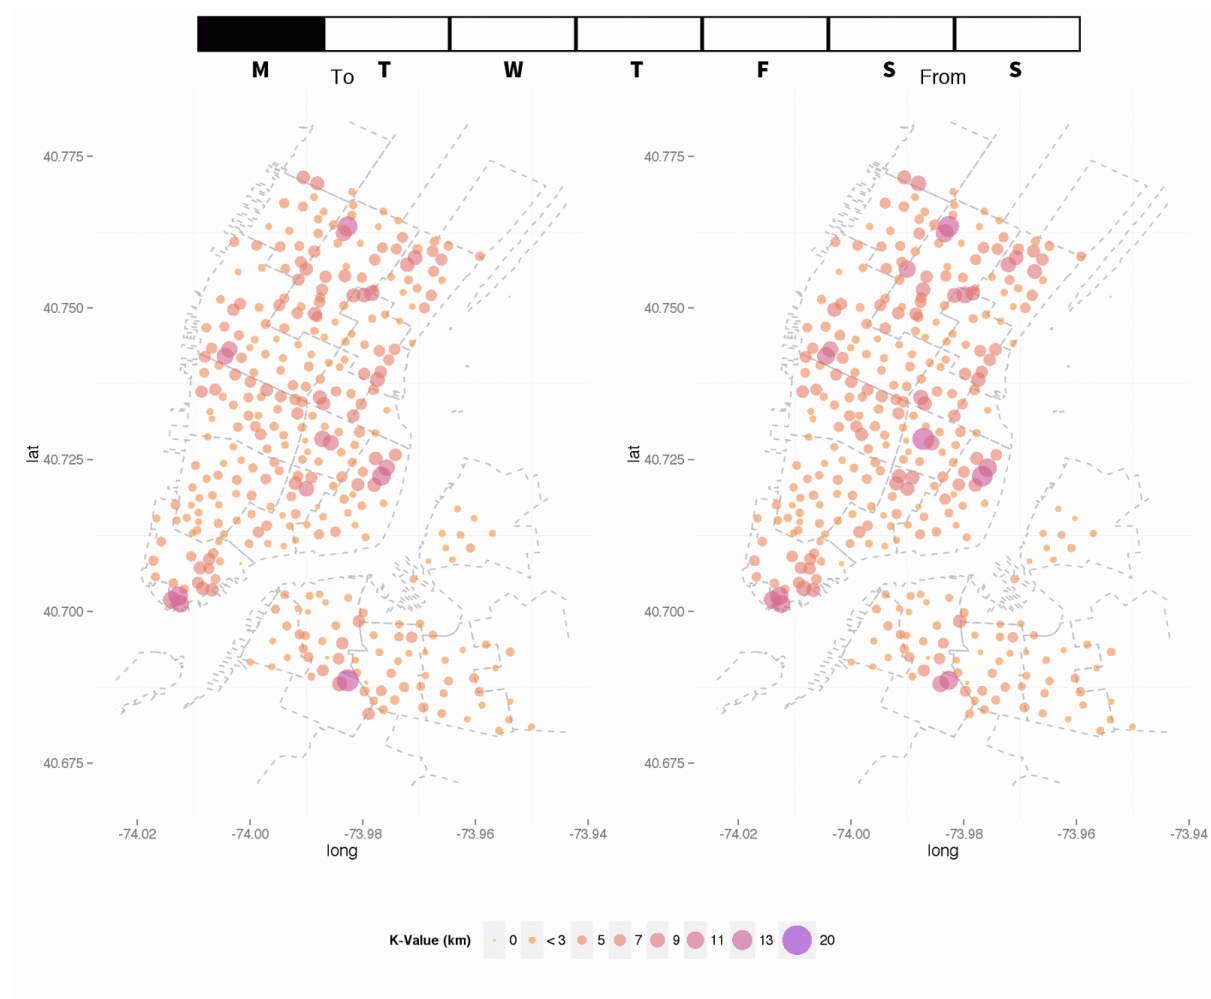 M T W T F S S
To From
40.775 40.775
40.750 40.750
lat lat
40.725 40.725
40.700 40.700
40.675 40.675
-74.02 -74.00 -73.98 -73.96 -73.94 -74.02 -74.00 -73.98 -73.96 -73.94
long long
K-Value (km) 0 < 3 5 7 9 11 13 20